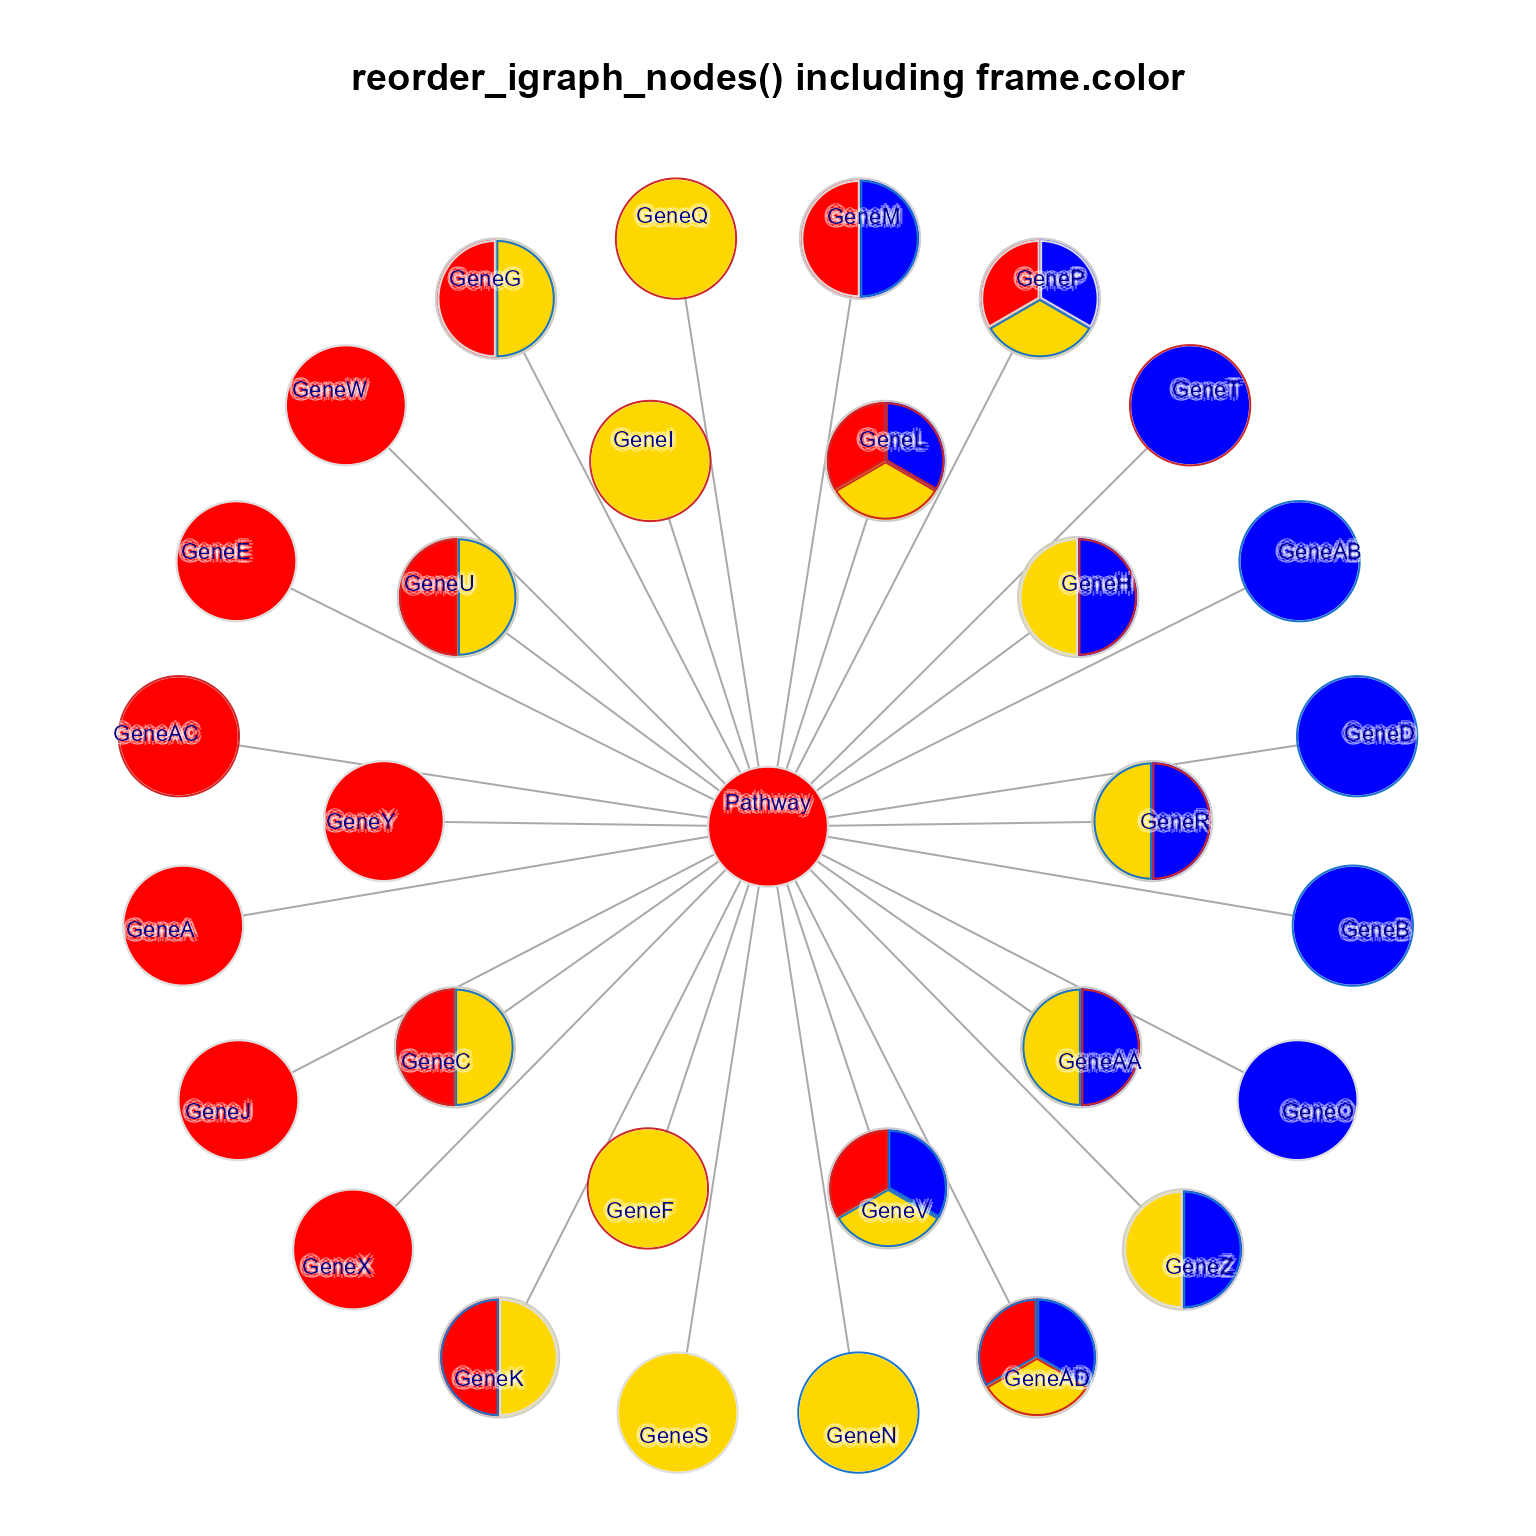 reorder_igraph_nodes() including frame.color
GeneQ
GeneM
GeneG
GeneP
GeneW
GeneT
GeneI
GeneL
GeneE
GeneAB
GeneU
GeneH
GeneAC
GeneD
Pathway
GeneY
GeneR
GeneA
GeneB
GeneC
GeneAA
GeneJ
GeneO
GeneF
GeneV
GeneX
GeneZ
GeneK
GeneAD
GeneS
GeneN